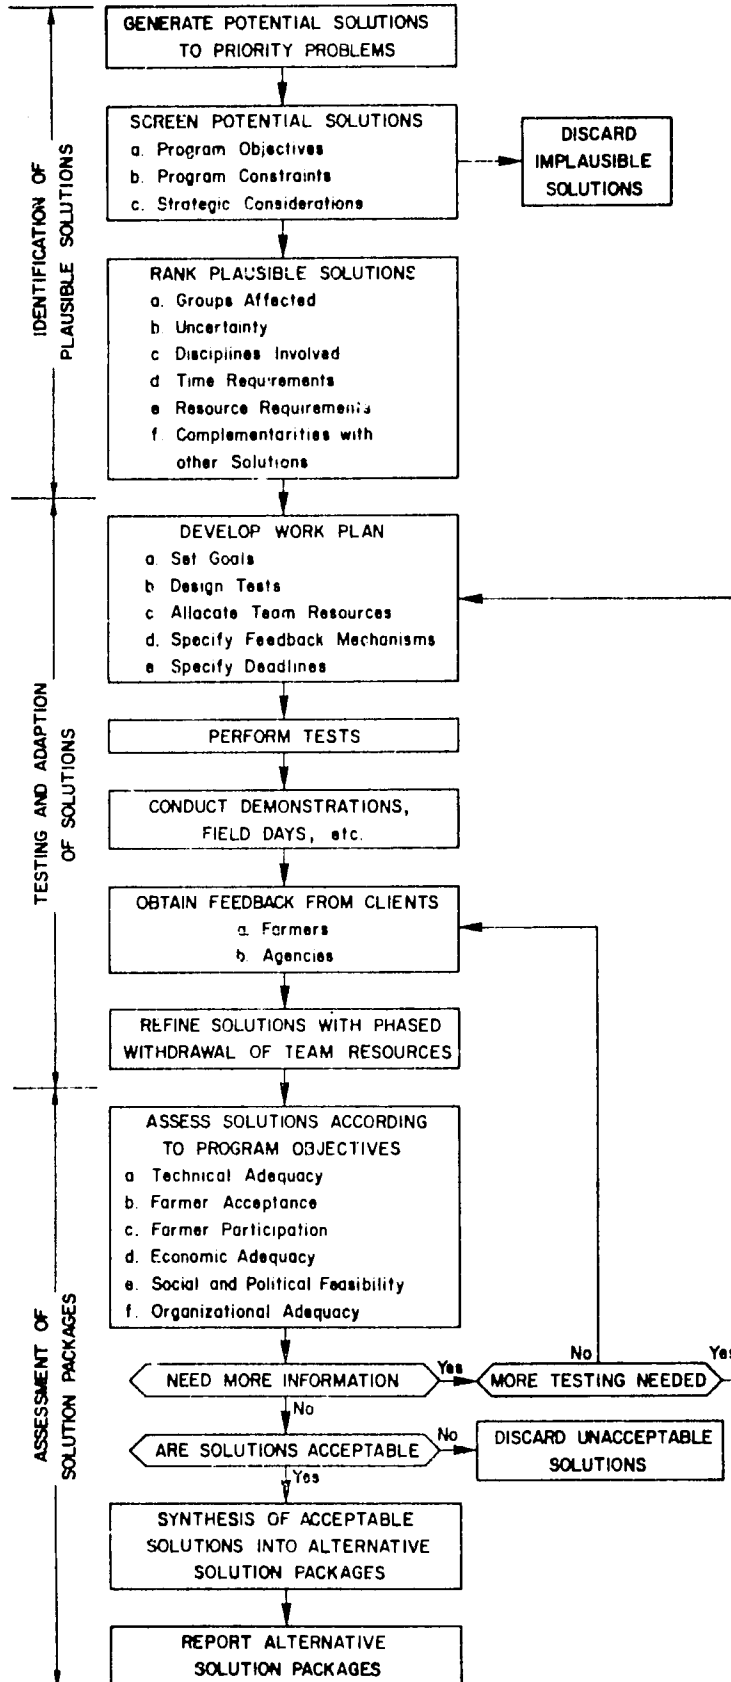 GENERATE POTENTIAL SOLUTIONS
TO PRIORITY PROBLEMS
SCREEN POTENTIAL SOLUTIONS
a. Program Objectives
b. Program Constraints
c. Strategic Considerations
DISCARD
IMPLAUSIBLE
SOLUTIONS
IDENTIFICATION OF
PLAUSIBLE SOLUTIONS
RANK PLAUSIBLE SOLUTIONS
a. Groups Affected
b. Uncertainty
c Disciplines Involved
d Time Requirements
e Resource Requirements
f. Complementarities with
other Solutions
DEVELOP WORK PLAN
a. Set Goals
b Design Tests
c Allacate Team Resources
d. Specify Feedback Mechanisms
e Specify Deadlines
TESTING AND ADAPTION
OF SOLUTIONS
PERFORM TESTS
CONDUCT DEMONSTRATIONS,
FIELD DAYS, etc.
OBTAIN FEEDBACK FROM CLIENTS
a. Farmers
b. Agencies
REFINE SOLUTIONS WITH PHASED
WITHDRAWAL OF TEAM RESOURCES
ASSESS SOLUTIONS ACCORDING
TO PROGRAM OBJECTIVES
a Technical Adequacy
b. Farmer Acceptance
c. Farmer Participation
d. Economic Adequacy
e. Social and Political Feasibility
f. Organizational Adequacy
ASSESSMENT OF
SOLUTION PACKAGES
NEED MORE INFORMATION
Yes
MORE TESTING NEEDED
No
Yes
No
ARE SOLUTIONS ACCEPTABLE
No
DISCARD UNACCEPTABLE
SOLUTIONS
Yes
SYNTHESIS OF ACCEPTABLE
SOLUTIONS INTO ALTERNATIVE
SOLUTION PACKAGES
REPORT ALTERNATIVE
SOLUTION PACKAGES